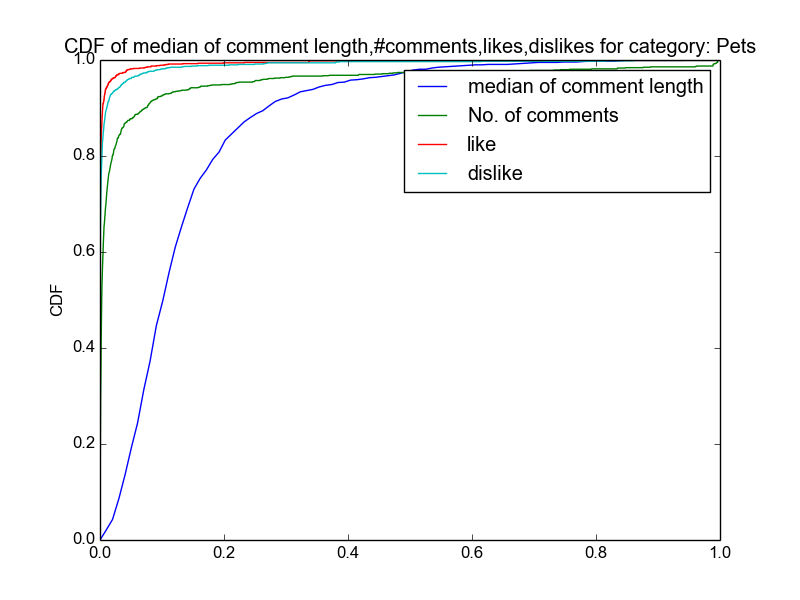 CDF of median of comment length,#comments,likes,dislikes for category: Pets
1.0
median of comment length
No. of comments
like
dislike
0.8
0.6
CDF
0.4
0.2
0.0
0.0 0.2 0.4 0.6 0.8 1.0